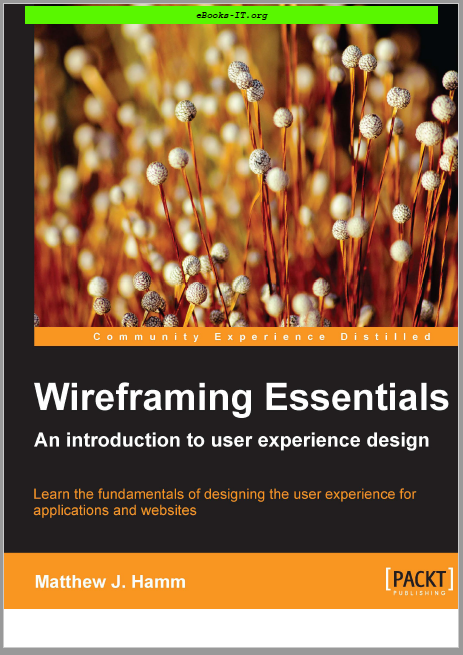 eBooks-IT.org
Community Experience Distilled
Wireframing Essentials
An introduction to user experience design
Learn the fundamentals of designing the user experience for
applications and websites
Matthew J. Hamm
[PACKT]
PUBLISHING